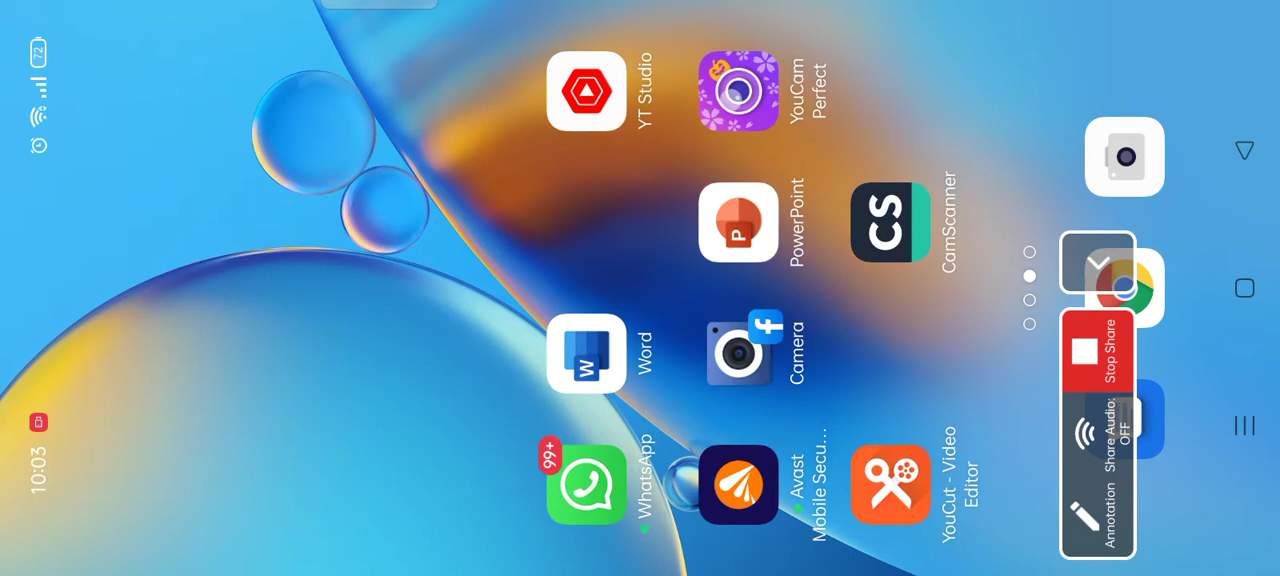 10:03
72
99+
WhatsApp
Word
W
YT Studio
Avast
Mobile Secu...
Camera
f
PowerPoint
P
YouCam
Perfect
YouCut - Video
Editor
CS
CamScanner
Annotation
Share Audio:
OFF
Stop Share